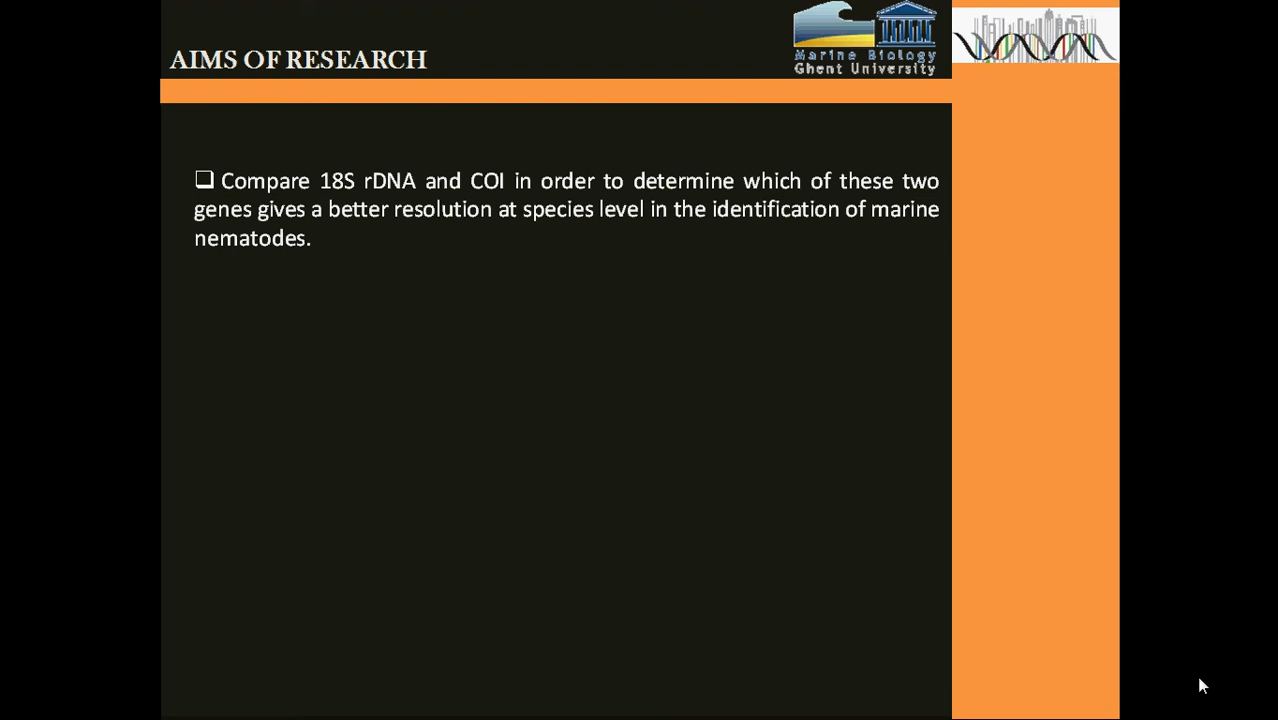 AIMS OF RESEARCH
Marine Biology
Ghent University
❑ Compare 18S rDNA and COI in order to determine which of these two
genes gives a better resolution at species level in the identification of marine
nematodes.